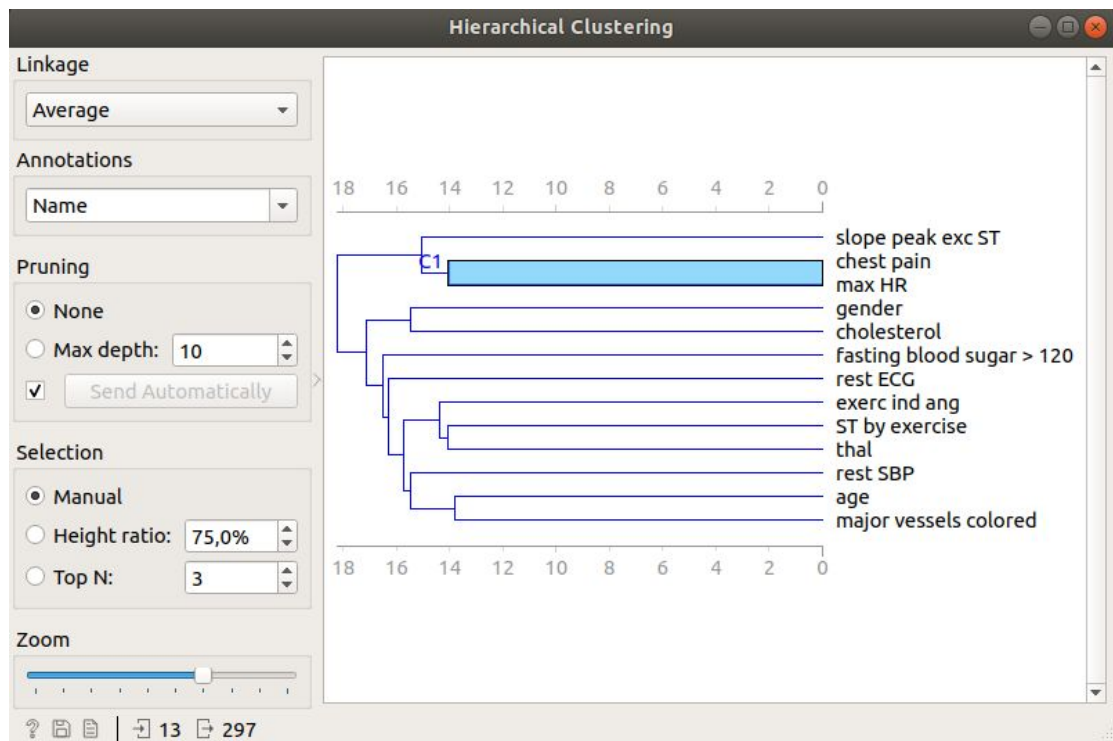 Hierarchical Clustering
Linkage
Average
Annotations
Name
Pruning
None
Max depth: 10
Send Automatically
Selection
Manual
Height ratio: 75,0%
Top N: 3
Zoom
13 297
18 16 14 12 10 8 6 4 2 0
slope peak exc ST
C1
chest pain
max HR
gender
cholesterol
fasting blood sugar > 120
rest ECG
exerc ind ang
ST by exercise
thal
rest SBP
age
major vessels colored
18 16 14 12 10 8 6 4 2 0